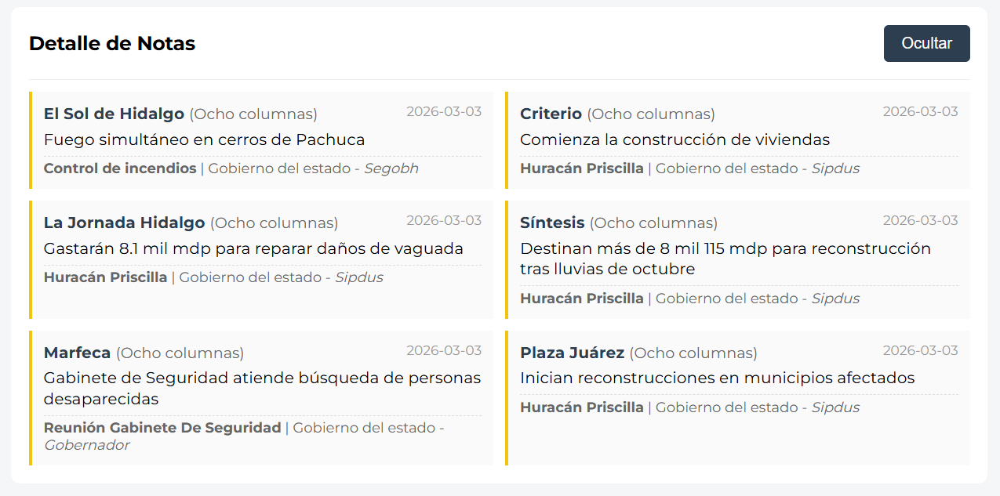 Detalle de Notas
Ocultar
El Sol de Hidalgo (Ocho columnas) 2026-03-03
Fuego simultáneo en cerros de Pachuca
Control de incendios | Gobierno del estado - Segobh
Criterio (Ocho columnas) 2026-03-03
Comienza la construcción de viviendas
Huracán Priscilla | Gobierno del estado - Sipdus
La Jornada Hidalgo (Ocho columnas) 2026-03-03
Gastarán 8.1 mil mdp para reparar daños de vaguada
Huracán Priscilla | Gobierno del estado - Sipdus
Síntesis (Ocho columnas) 2026-03-03
Destinan más de 8 mil 115 mdp para reconstrucción
tras lluvias de octubre
Huracán Priscilla | Gobierno del estado - Sipdus
Marfeca (Ocho columnas) 2026-03-03
Gabinete de Seguridad atiende búsqueda de personas
desaparecidas
Reunión Gabinete De Seguridad | Gobierno del estado -
Gobernador
Plaza Juárez (Ocho columnas) 2026-03-03
Inician reconstrucciones en municipios afectados
Huracán Priscilla | Gobierno del estado - Sipdus